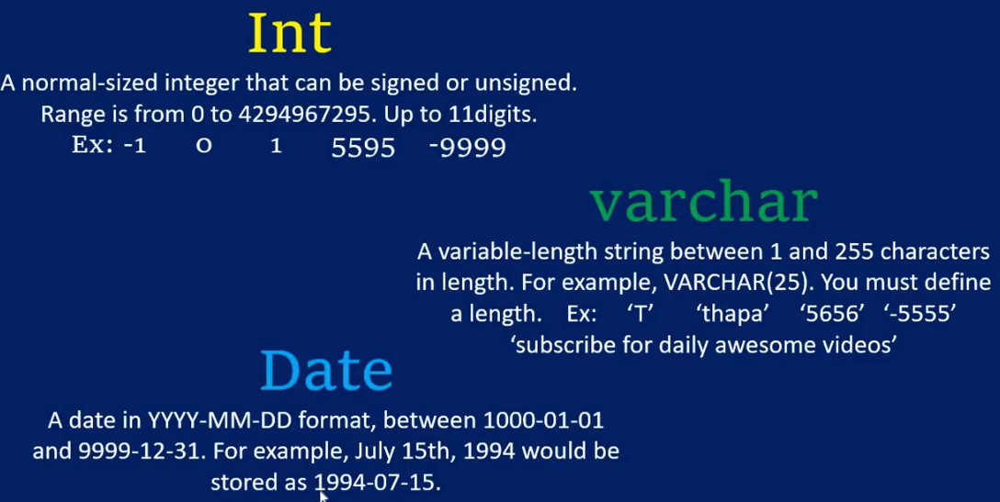 Int
A normal-sized integer that can be signed or unsigned.
Range is from 0 to 4294967295. Up to 11digits.
Ex: -1 0 1 5595 -9999
varchar
A variable-length string between 1 and 255 characters
in length. For example, VARCHAR(25). You must define
a length. Ex: ‘T’ ‘thapa’ ‘5656’ ‘-5555’
‘subscribe for daily awesome videos’
Date
A date in YYYY-MM-DD format, between 1000-01-01
and 9999-12-31. For example, July 15th, 1994 would be
stored as 1994-07-15.